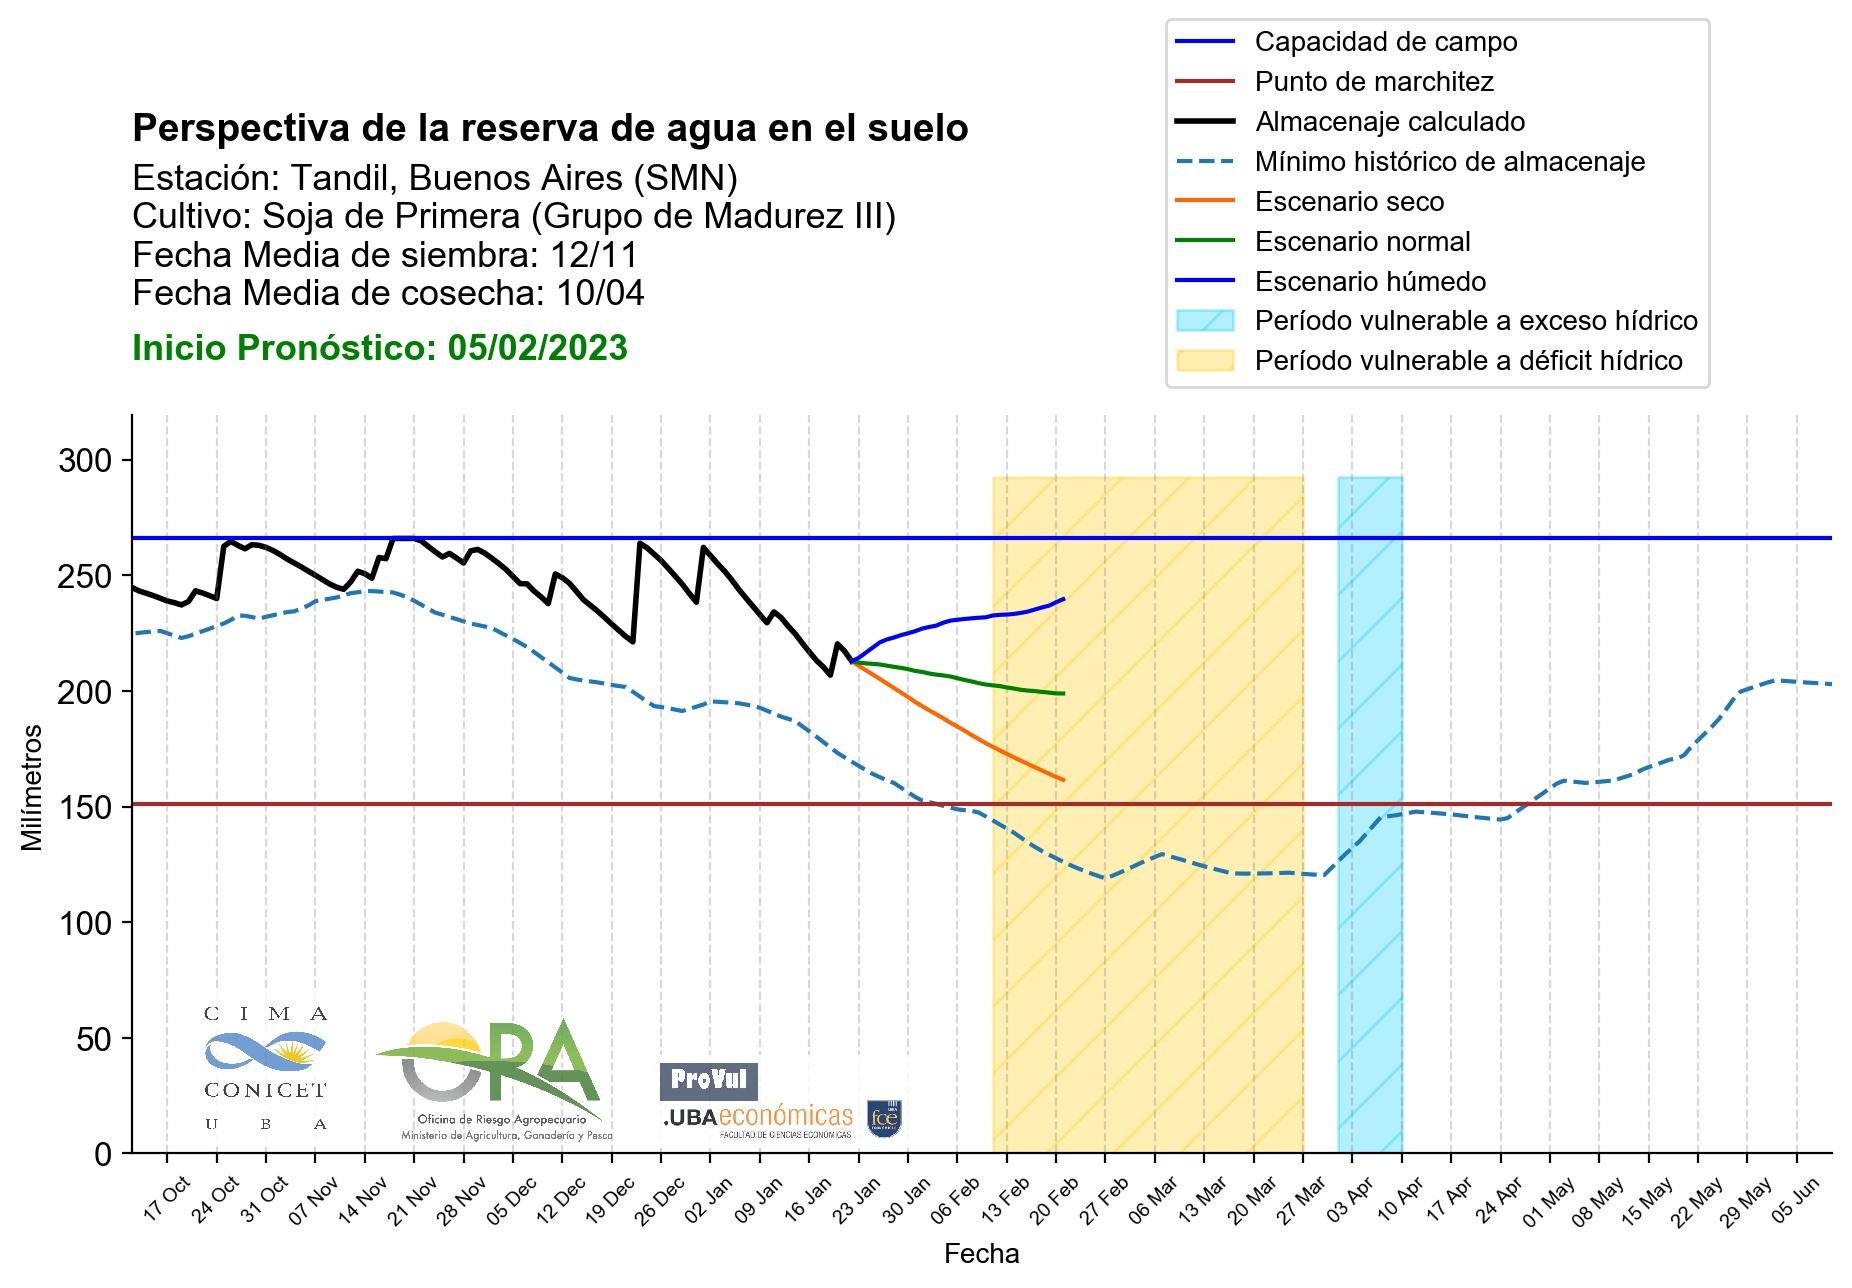 Capacidad de campo
Punto de marchitez
Almacenaje calculado
Mínimo histórico de almacenaje
Escenario seco
Escenario normal
Escenario húmedo
Período vulnerable a exceso hídrico
Período vulnerable a déficit hídrico
Perspectiva de la reserva de agua en el suelo
Estación: Tandil, Buenos Aires (SMN)
Cultivo: Soja de Primera (Grupo de Madurez III)
Fecha Media de siembra: 12/11
Fecha Media de cosecha: 10/04
Inicio Pronóstico: 05/02/2023
300
250
200
150
100
50
0
Milímetros
CIMA
CONICET
UBA
ORA
Oficina de Riesgo Agropecuario
Ministerio de Agricultura, Ganadería y Pesca
ProVul
.UBAeconómicas
FACULTAD DE CIENCIAS ECONÓMICAS
fce
17 Oct
24 Oct
31 Oct
07 Nov
14 Nov
21 Nov
28 Nov
05 Dec
12 Dec
19 Dec
26 Dec
02 Jan
09 Jan
16 Jan
23 Jan
30 Jan
06 Feb
13 Feb
20 Feb
27 Feb
06 Mar
13 Mar
20 Mar
27 Mar
03 Apr
10 Apr
17 Apr
24 Apr
01 May
08 May
15 May
22 May
29 May
05 Jun
Fecha